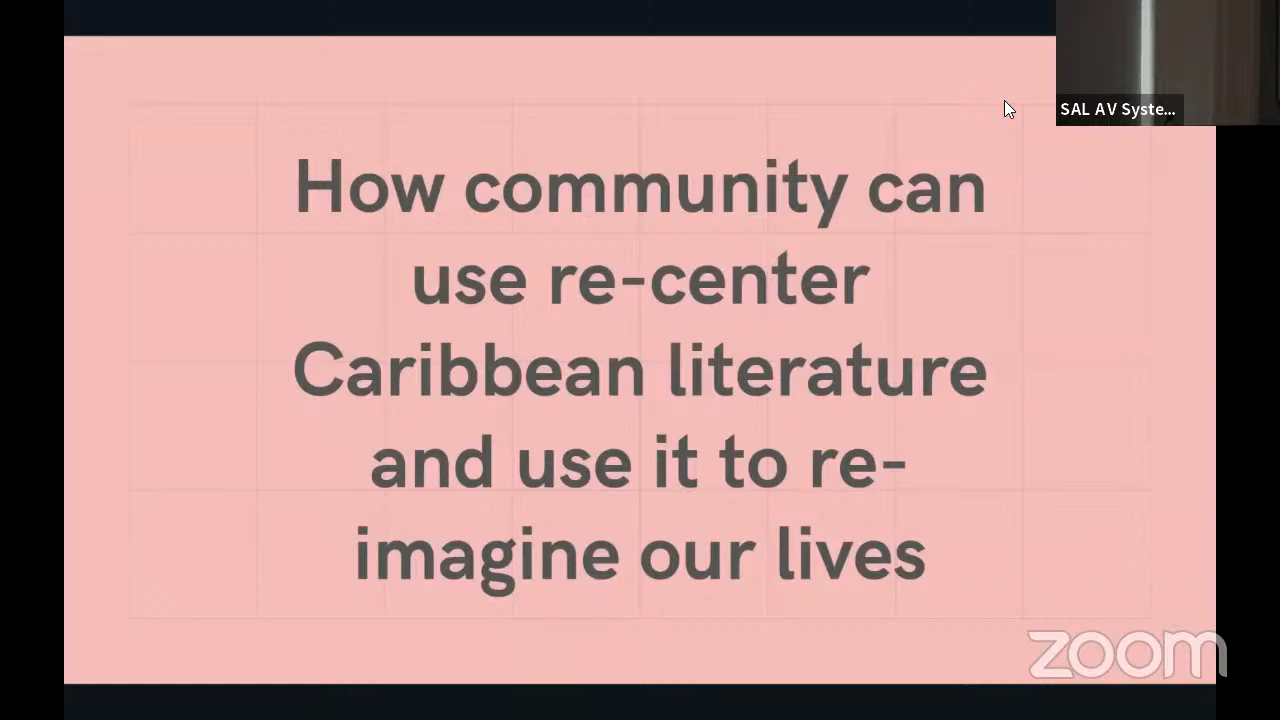 SAL AV Syste...
How community can
use re-center
Caribbean literature
and use it to re-
imagine our lives
zoom